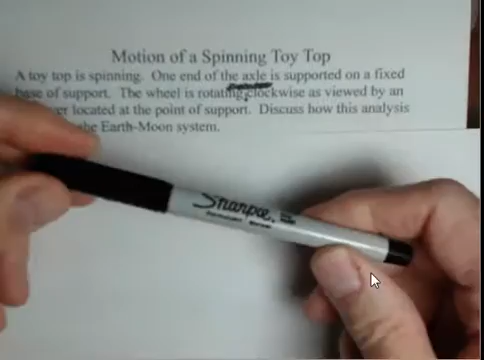 Motion of a Spinning Toy Top
A toy top is spinning. One end of the axle is supported on a fixed
base of support. The wheel is rotating clockwise as viewed by an
located at the point of support. Discuss how this analysis
the Earth-Moon system.
Sharpie